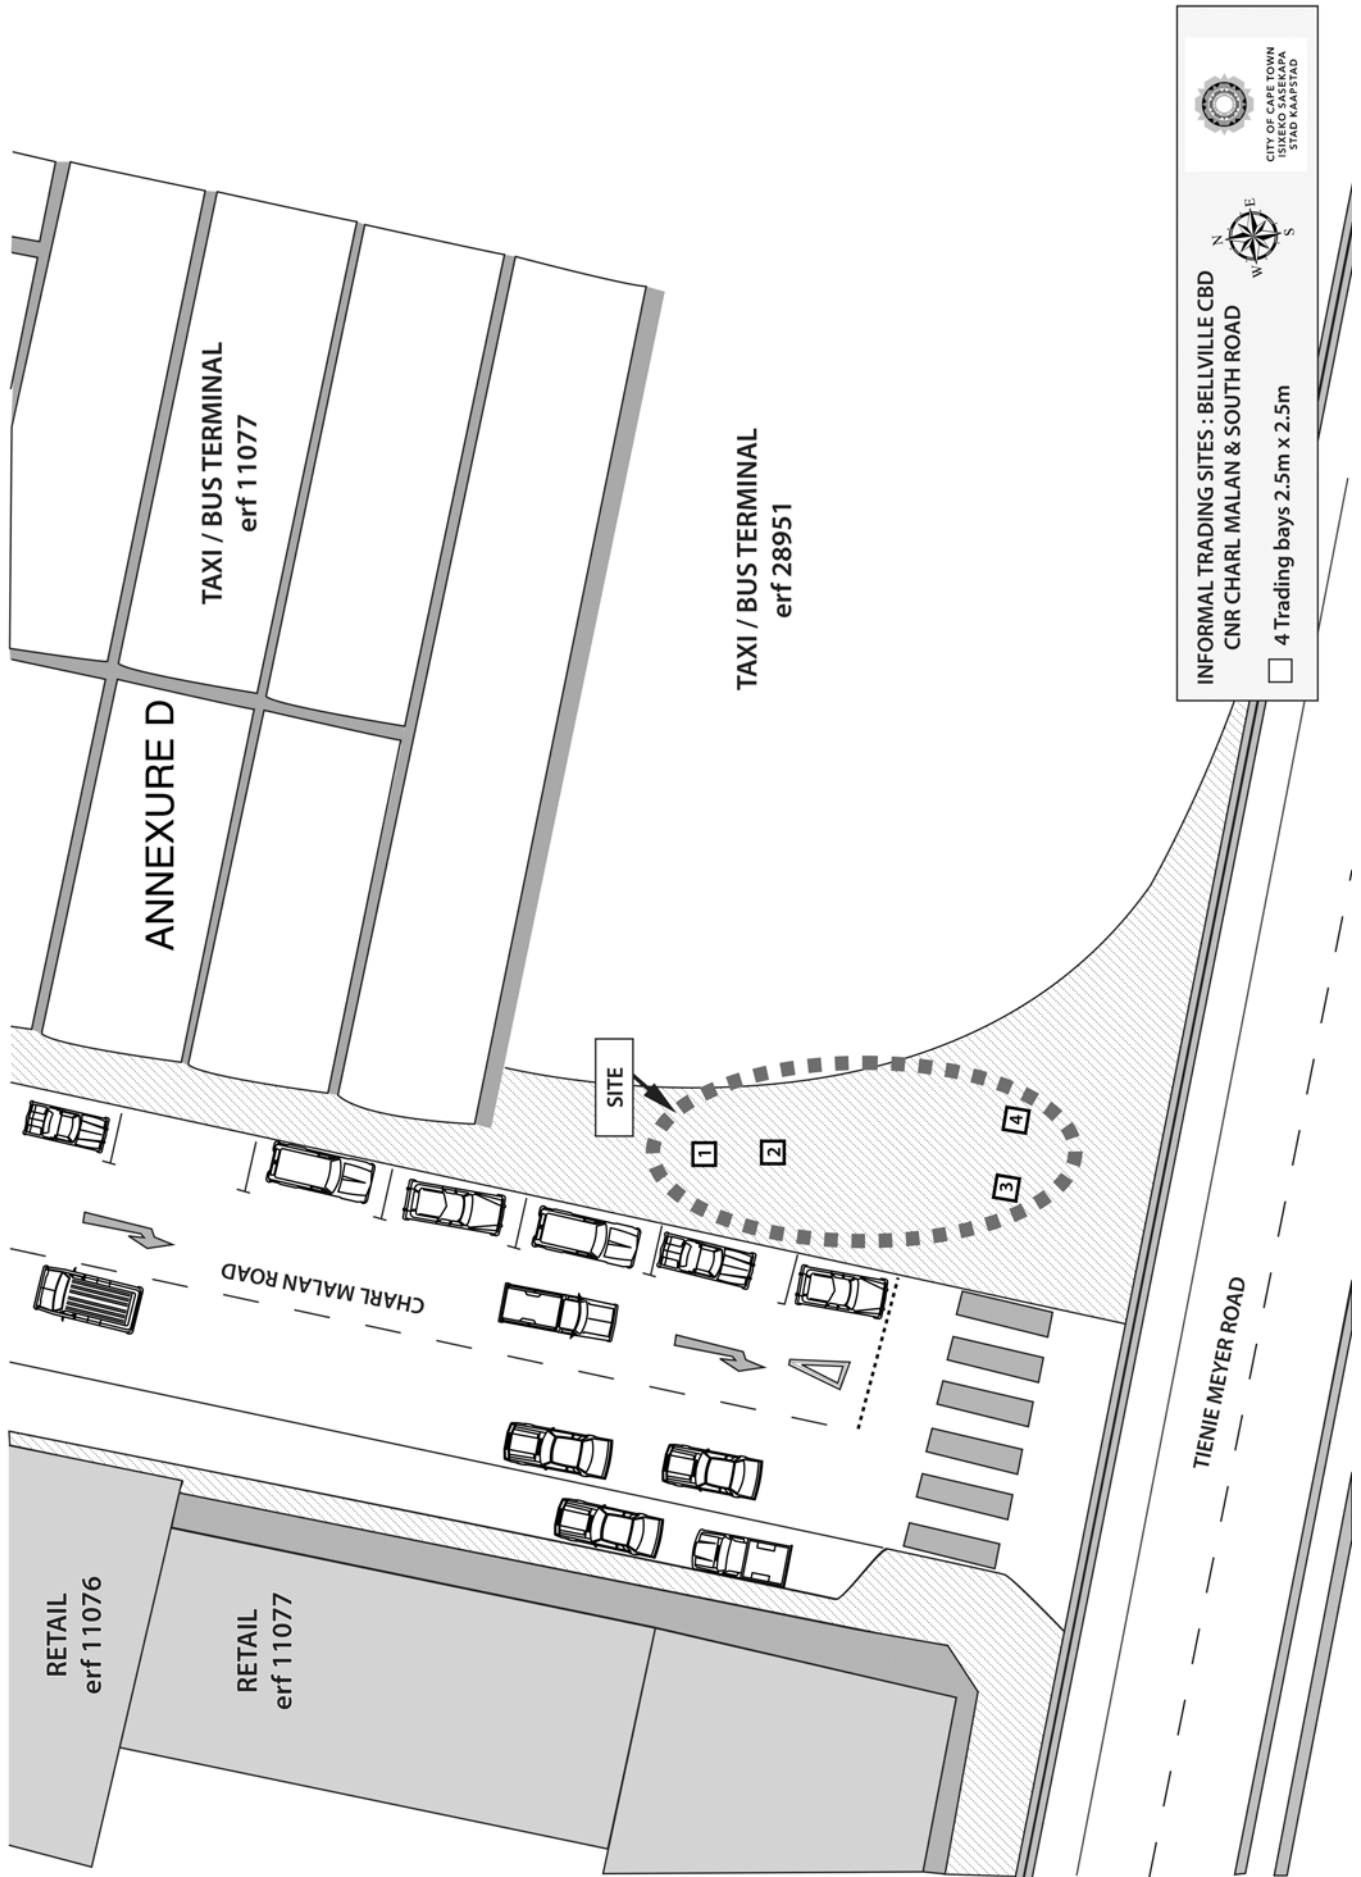 ANNEXURE D
TAXI / BUS TERMINAL
erf 11077
TAXI / BUS TERMINAL
erf 28951
SITE
1
2
3
4
CHARL MALAN ROAD
TIENIE MEYER ROAD
RETAIL
erf 11076
RETAIL
erf 11077
INFORMAL TRADING SITES : BELLVILLE CBD
CNR CHARL MALAN & SOUTH ROAD
4 Trading bays 2.5m x 2.5m
N
E
S
W
CITY OF CAPE TOWN
ISIXEKO SASEKAPA
STAD KAAPSTAD